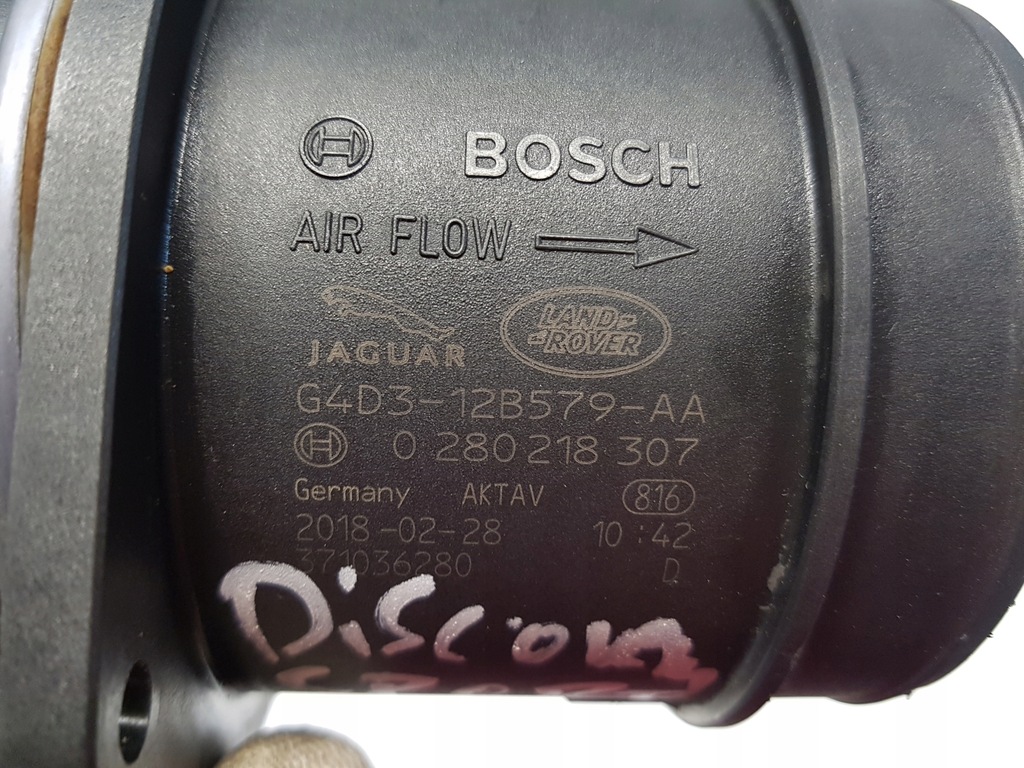 BOSCH
AIR FLOW
JAGUAR
LAND-
-ROVER
G4D3-12B579-AA
0 280 218 307
Germany AKTAV 816
2018-02-28 10:42
371036280 D